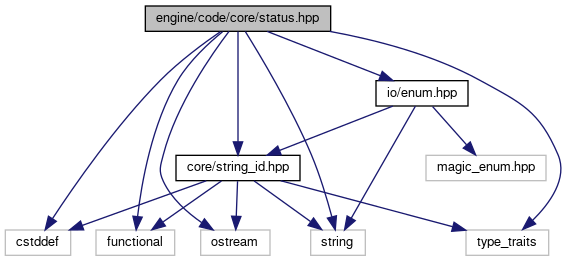 engine/code/core/status.hpp
io/enum.hpp
core/string_id.hpp
magic_enum.hpp
cstddef
functional
ostream
string
type_traits